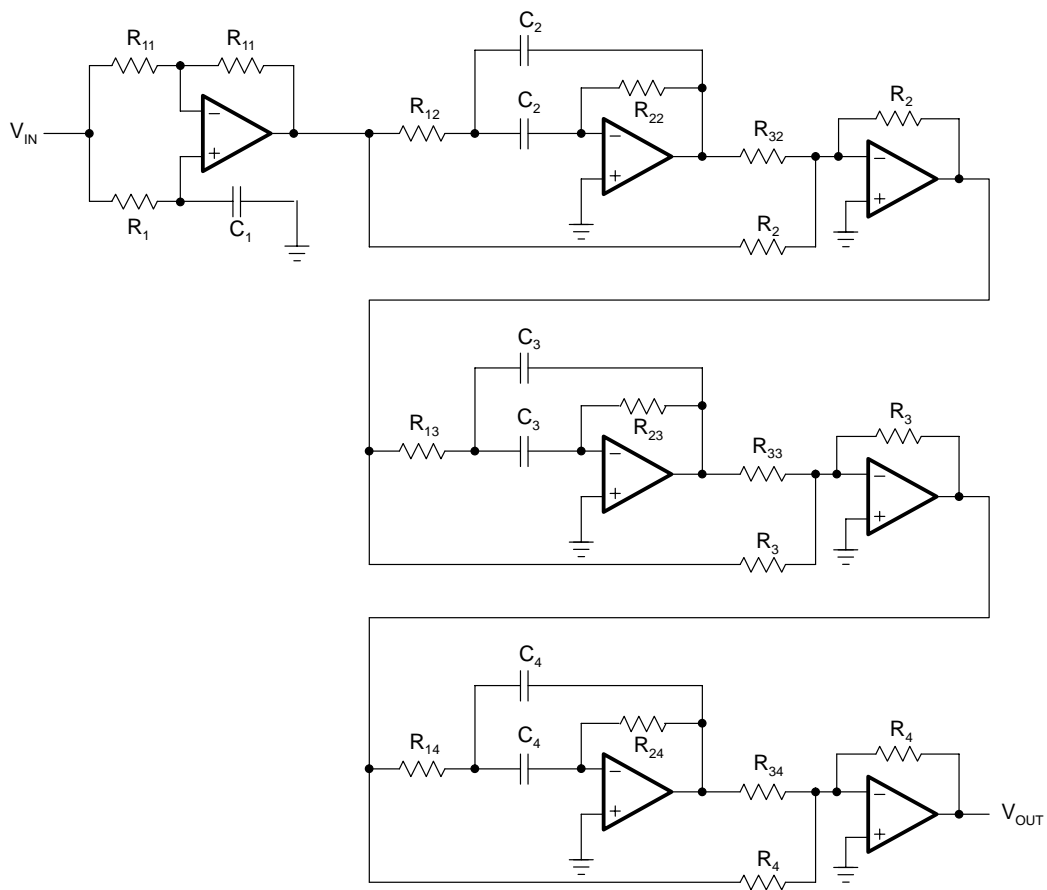 R11
R11
VIN
−
+
R1
C1
C2
C2
R12
R22
−
+
R32
R2
−
+
R2
C3
C3
R13
R23
−
+
R33
R3
−
+
R3
C4
C4
R14
R24
−
+
R34
R4
−
+
R4
VOUT